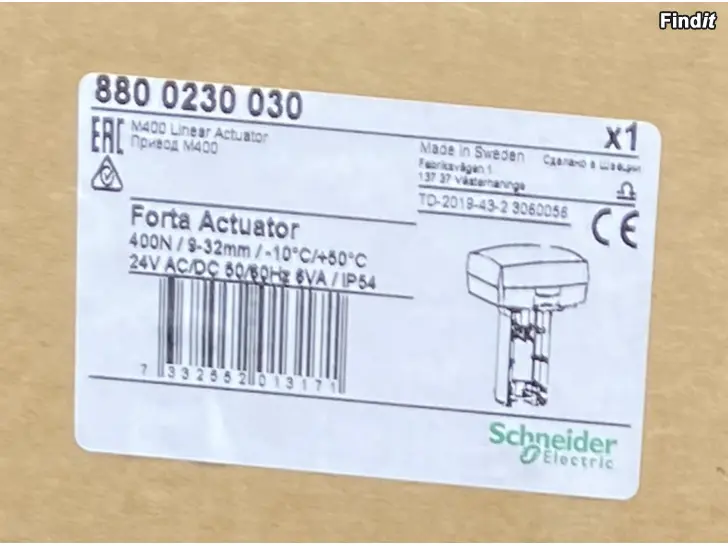 Findit
880 0230 030
x1
EAC
M400 Linear Actuator
Привод M400
Made in Sweden
Сделано в Швеции
Fabriksvägen 1
137 37 Västerhaninge
TD-2019-43-2 3060056
CE
Forta Actuator
400N / 9-32mm / -10°C/+50°C
24V AC/DC 50/60Hz 6VA / IP54
7 332552 013171
Schneider
Electric